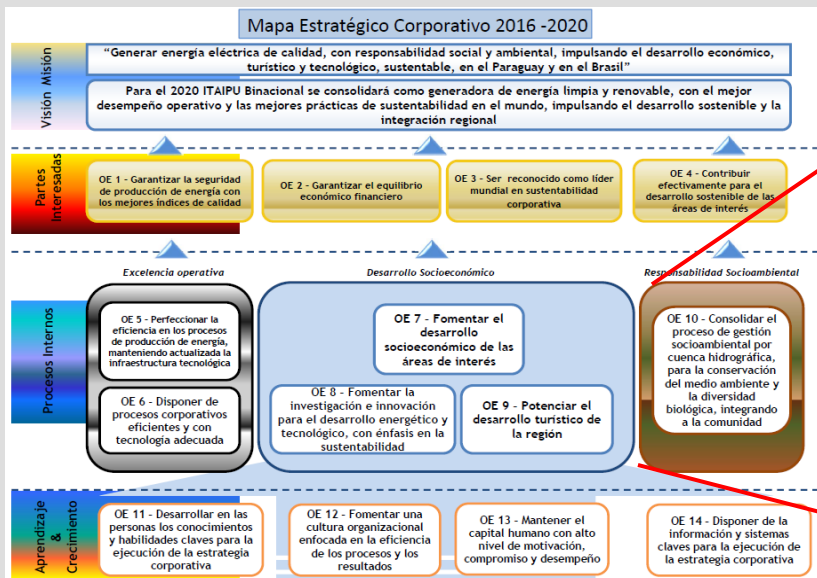 Mapa Estratégico Corporativo 2016 -2020
Visión Misión
“Generar energía eléctrica de calidad, con responsabilidad social y ambiental, impulsando el desarrollo económico,
turístico y tecnológico, sustentable, en el Paraguay y en el Brasil”
Para el 2020 ITAIPU Binacional se consolidará como generadora de energía limpia y renovable, con el mejor
desempeño operativo y las mejores prácticas de sustentabilidad en el mundo, impulsando el desarrollo sostenible y la
integración regional
Partes
Interesadas
OE 1 - Garantizar la seguridad
de producción de energía con
los mejores índices de calidad
OE 2 - Garantizar el equilibrio
económico financiero
OE 3 - Ser reconocido como líder
mundial en sustentabilidad
corporativa
OE 4 - Contribuir
efectivamente para el
desarrollo sostenible de las
áreas de interés
Procesos Internos
Excelencia operativa
OE 5 - Perfeccionar la
eficiencia en los procesos
de producción de energía,
manteniendo actualizada la
infraestructura tecnológica
OE 6 - Disponer de
procesos corporativos
eficientes y con
tecnología adecuada
Desarrollo Socioeconómico
OE 7 - Fomentar el
desarrollo
socioeconómico de las
áreas de interés
OE 8 - Fomentar la
investigación e innovación
para el desarrollo energético y
tecnológico, con énfasis en la
sustentabilidad
OE 9 - Potenciar el
desarrollo turístico de
la región
Responsabilidad Socioambiental
OE 10 - Consolidar el
proceso de gestión
socioambiental por
cuenca hidrográfica,
para la conservación
del medio ambiente y
la diversidad
biológica, integrando
a la comunidad
Aprendizaje
&
Crecimiento
OE 11 - Desarrollar en las
personas los conocimientos
y habilidades claves para la
ejecución de la estrategia
corporativa
OE 12 - Fomentar una
cultura organizacional
enfocada en la eficiencia
de los procesos y los
resultados
OE 13 - Mantener el
capital humano con alto
nivel de motivación,
compromiso y desempeño
OE 14 - Disponer de la
información y sistemas
claves para la ejecución de
la estrategia corporativa